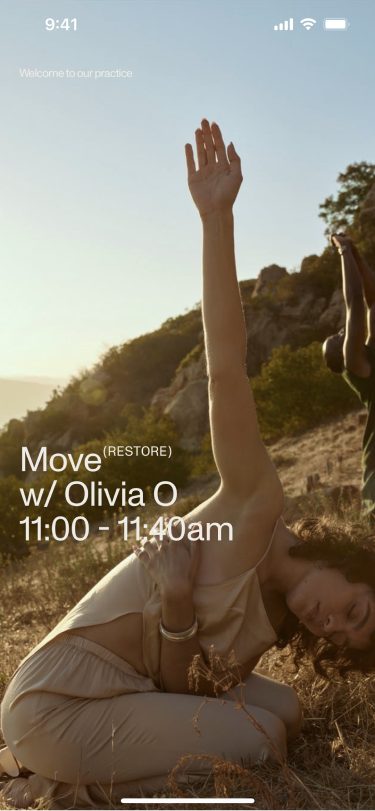 9:41
Welcome to our practice
Move (RESTORE)
w/ Olivia O
11:00 - 11:40am